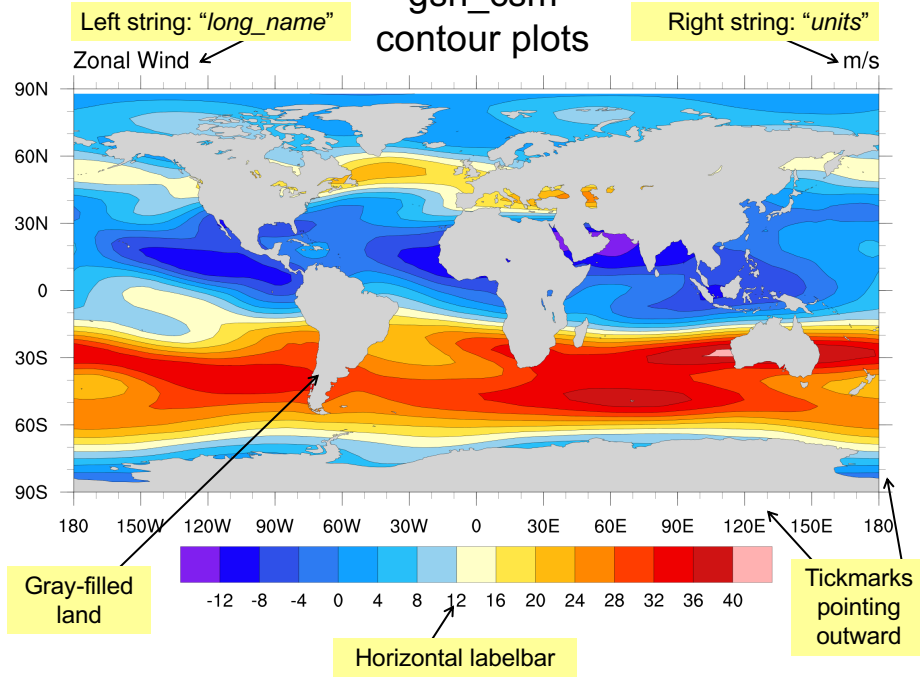 gsn_csm
contour plots
Left string: “long_name”
Right string: “units”
Zonal Wind
m/s
90N
60N
30N
0
30S
60S
90S
180 150W 120W 90W 60W 30W 0 30E 60E 90E 120E 150E 180
-12 -8 -4 0 4 8 12 16 20 24 28 32 36 40
Gray-filled
land
Horizontal labelbar
Tickmarks
pointing
outward